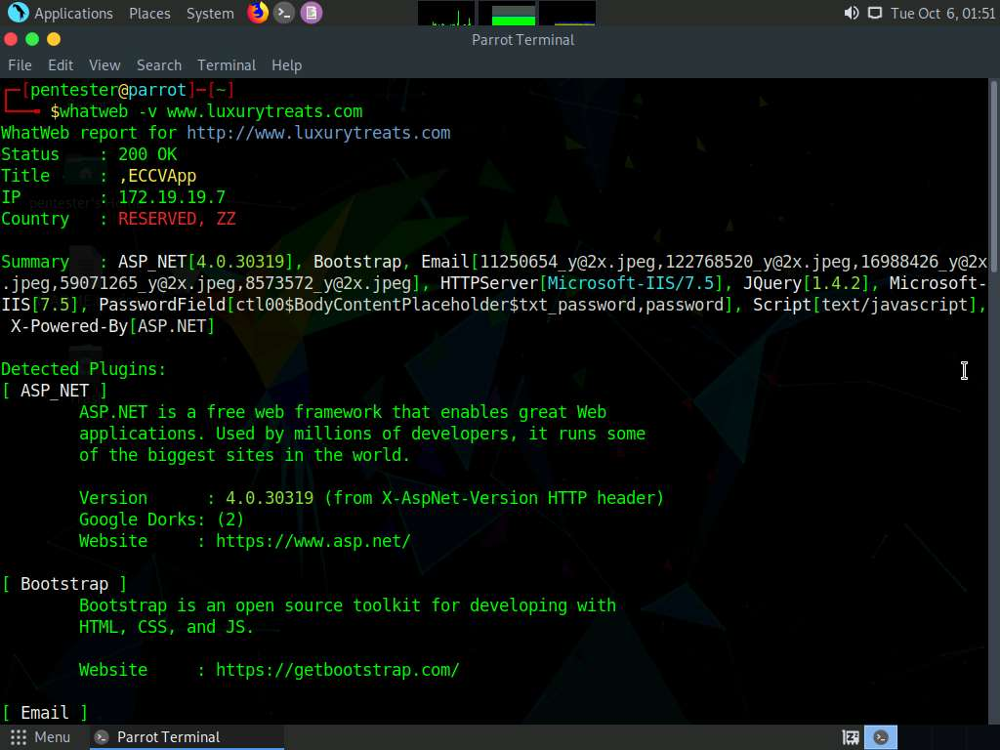 Applications Places System Tue Oct 6, 01:51
Parrot Terminal
File Edit View Search Terminal Help
┌─[pentester@parrot]─[~]
└──╼ $whatweb -v www.luxurytreats.com
WhatWeb report for http://www.luxurytreats.com
Status : 200 OK
Title : ,ECCVApp
IP : 172.19.19.7
Country : RESERVED, ZZ
Summary : ASP_NET[4.0.30319], Bootstrap, Email[11250654_y@2x.jpeg,122768520_y@2x.jpeg,16988426_y@2x
.jpeg,59071265_y@2x.jpeg,8573572_y@2x.jpeg], HTTPServer[Microsoft-IIS/7.5], JQuery[1.4.2], Microsoft-
IIS[7.5], PasswordField[ctl00$BodyContentPlaceholder$txt_password,password], Script[text/javascript],
X-Powered-By[ASP.NET]
Detected Plugins:
[ ASP_NET ]
ASP.NET is a free web framework that enables great Web
applications. Used by millions of developers, it runs some
of the biggest sites in the world.
Version : 4.0.30319 (from X-AspNet-Version HTTP header)
Google Dorks: (2)
Website : https://www.asp.net/
[ Bootstrap ]
Bootstrap is an open source toolkit for developing with
HTML, CSS, and JS.
Website : https://getbootstrap.com/
[ Email ]
Menu Parrot Terminal